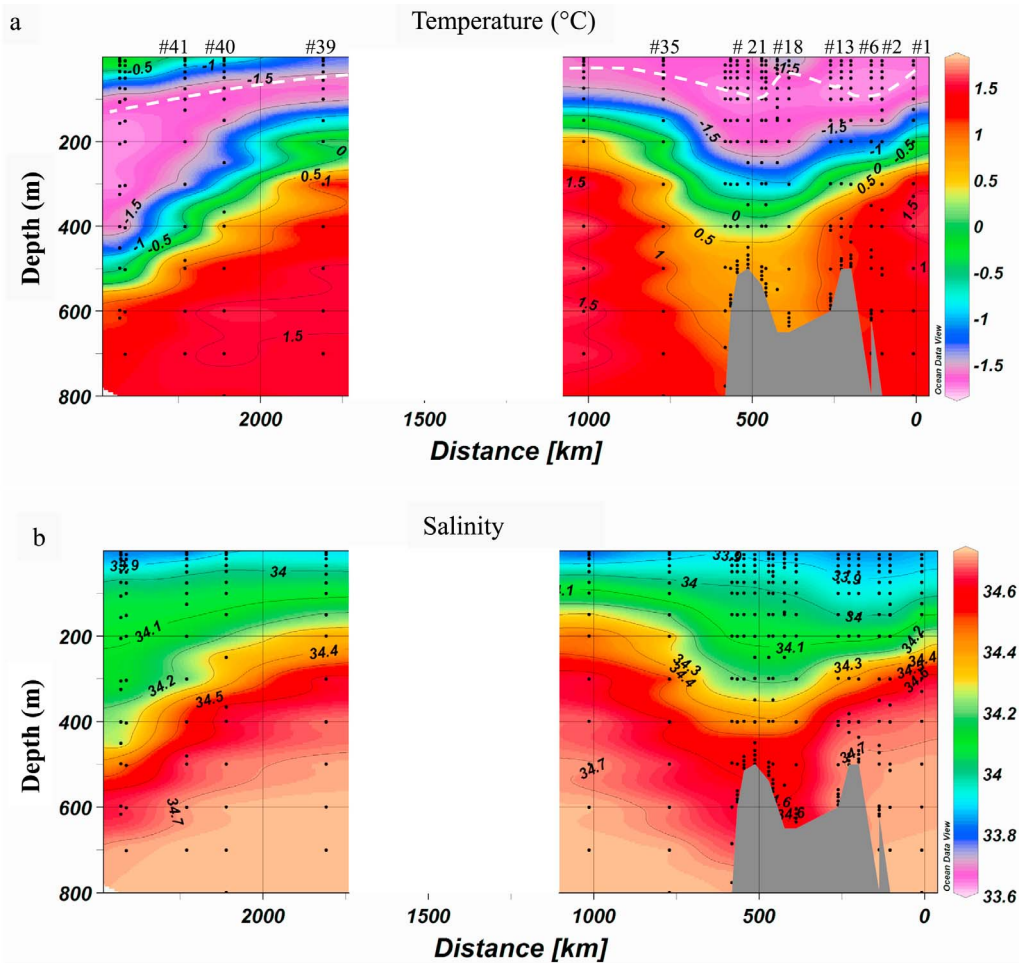 a Temperature (°C)
#41 #40 #39 #35 # 21 #18 #13 #6 #2 #1
-0.5 -1 -1.5 -1.5
-1.5 -1.5 -1 -0.5
0 0
0.5 1 0.5
1.5 1.5
-1.5 0
-1 -0.5 0.5
1 1
1.5 1.5
200
400
600
800
Depth (m)
2000 1500 1000 500 0
Distance [km]
1.5
1
0.5
0
-0.5
-1
-1.5
Ocean Data View
b Salinity
33.9 33.9
34 34 .1 33.9
34.1 34 34.2
34.4 34.3 34.1 34.3 34.4
34.2 34.4
34.5
34.7 34.7
34.7
200
400
600
800
Depth (m)
2000 1500 1000 500 0
Distance [km]
34.6
34.4
34.2
34
33.8
33.6
Ocean Data View